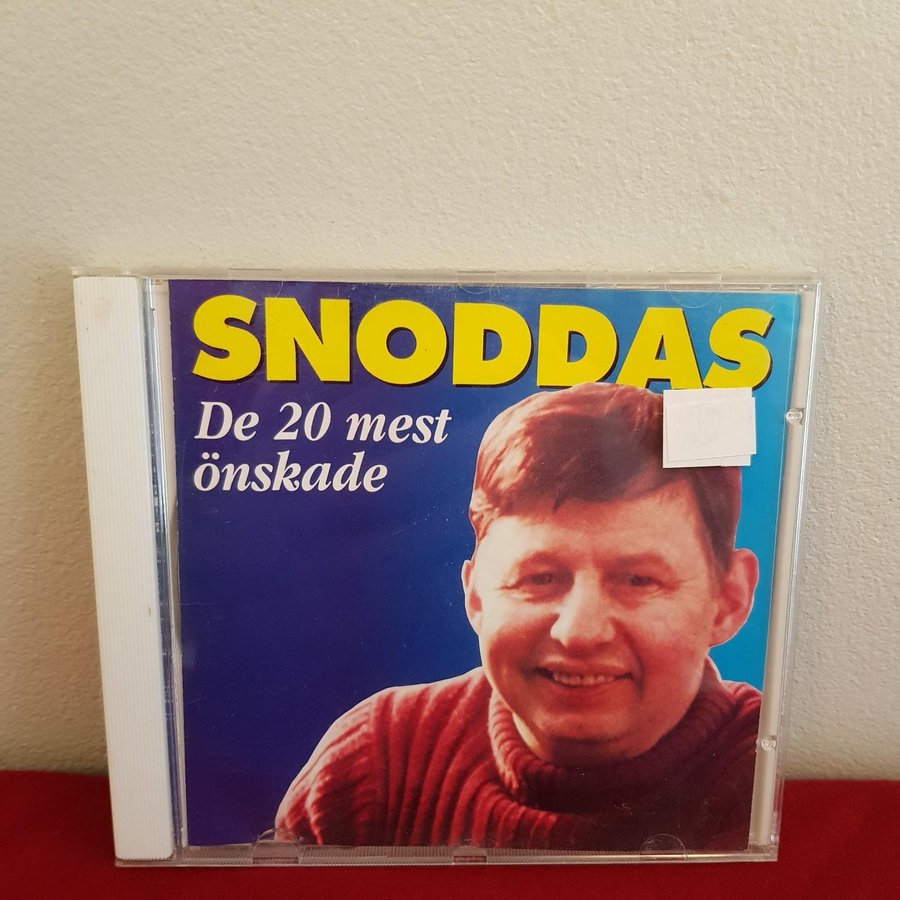 SNODDAS
De 20 mest
önskade